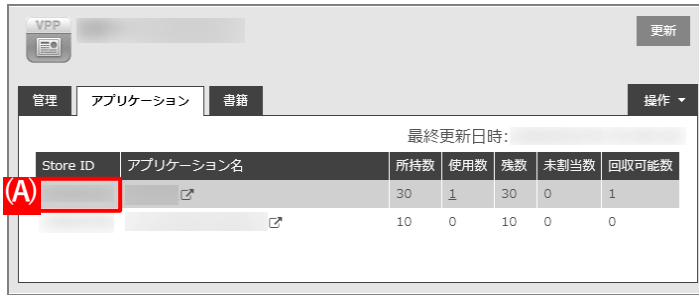 VPP
更新
管理 アプリケーション 書籍 操作 ▼
最終更新日時:
Store ID アプリケーション名 所持数 使用数 残数 未割当数 回収可能数
(A) 30 1 30 0 1
10 0 10 0 0